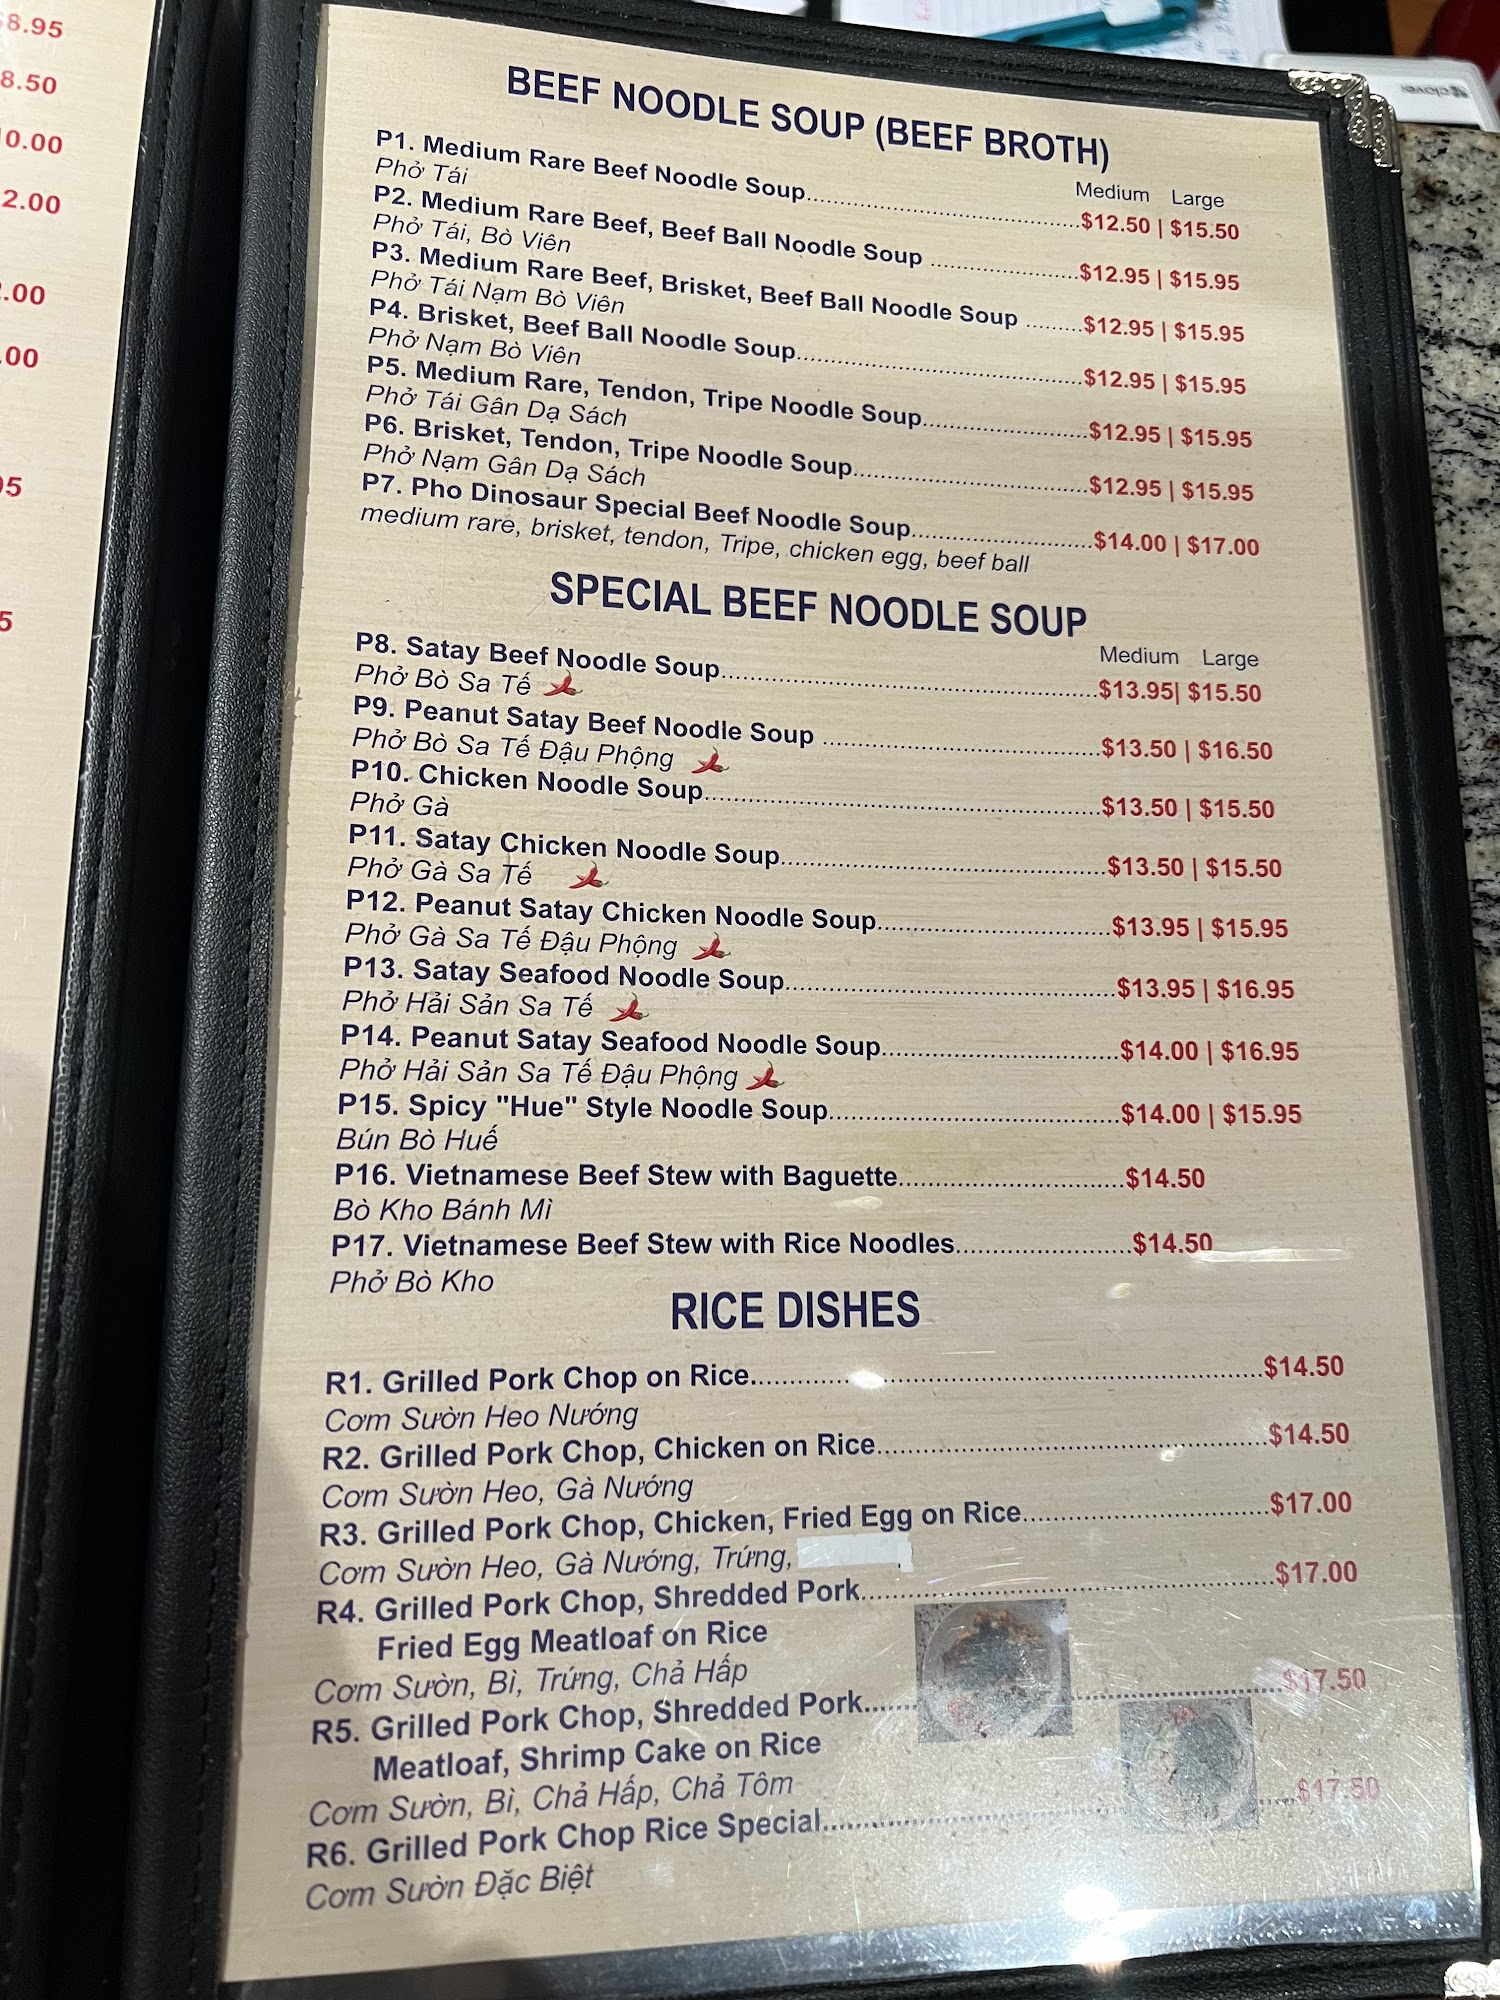 8.95
8.50
0.00
2.00
.00
.00
95
5
clover
BEEF NOODLE SOUP (BEEF BROTH)
Medium Large
P1. Medium Rare Beef Noodle Soup..........$12.50 | $15.50
Phở Tái
P2. Medium Rare Beef, Beef Ball Noodle Soup ..........$12.95 | $15.95
Phở Tái, Bò Viên
P3. Medium Rare Beef, Brisket, Beef Ball Noodle Soup .........$12.95 | $15.95
Phở Tái Nạm Bò Viên
P4. Brisket, Beef Ball Noodle Soup..........$12.95 | $15.95
Phở Nạm Bò Viên
P5. Medium Rare, Tendon, Tripe Noodle Soup..........$12.95 | $15.95
Phở Tái Gân Dạ Sách
P6. Brisket, Tendon, Tripe Noodle Soup..........$12.95 | $15.95
Phở Nạm Gân Dạ Sách
P7. Pho Dinosaur Special Beef Noodle Soup..........$14.00 | $17.00
medium rare, brisket, tendon, Tripe, chicken egg, beef ball
SPECIAL BEEF NOODLE SOUP
Medium Large
P8. Satay Beef Noodle Soup..........$13.95| $15.50
Phở Bò Sa Tế
P9. Peanut Satay Beef Noodle Soup ..........$13.50 | $16.50
Phở Bò Sa Tế Đậu Phộng
P10. Chicken Noodle Soup..........$13.50 | $15.50
Phở Gà
P11. Satay Chicken Noodle Soup..........$13.50 | $15.50
Phở Gà Sa Tế
P12. Peanut Satay Chicken Noodle Soup..........$13.95 | $15.95
Phở Gà Sa Tế Đậu Phộng
P13. Satay Seafood Noodle Soup..........$13.95 | $16.95
Phở Hải Sản Sa Tế
P14. Peanut Satay Seafood Noodle Soup..........$14.00 | $16.95
Phở Hải Sản Sa Tế Đậu Phộng
P15. Spicy "Hue" Style Noodle Soup..........$14.00 | $15.95
Bún Bò Huế
P16. Vietnamese Beef Stew with Baguette..........$14.50
Bò Kho Bánh Mì
P17. Vietnamese Beef Stew with Rice Noodles..........$14.50
Phở Bò Kho
RICE DISHES
R1. Grilled Pork Chop on Rice..........$14.50
Cơm Sườn Heo Nướng
R2. Grilled Pork Chop, Chicken on Rice..........$14.50
Cơm Sườn Heo, Gà Nướng
R3. Grilled Pork Chop, Chicken, Fried Egg on Rice..........$17.00
Cơm Sườn Heo, Gà Nướng, Trứng,
R4. Grilled Pork Chop, Shredded Pork..........$17.00
Fried Egg Meatloaf on Rice
Cơm Sườn, Bì, Trứng, Chả Hấp
R5. Grilled Pork Chop, Shredded Pork..........$17.50
Meatloaf, Shrimp Cake on Rice
Cơm Sườn, Bì, Chả Hấp, Chả Tôm
R6. Grilled Pork Chop Rice Special..........$17.50
Cơm Sườn Đặc Biệt